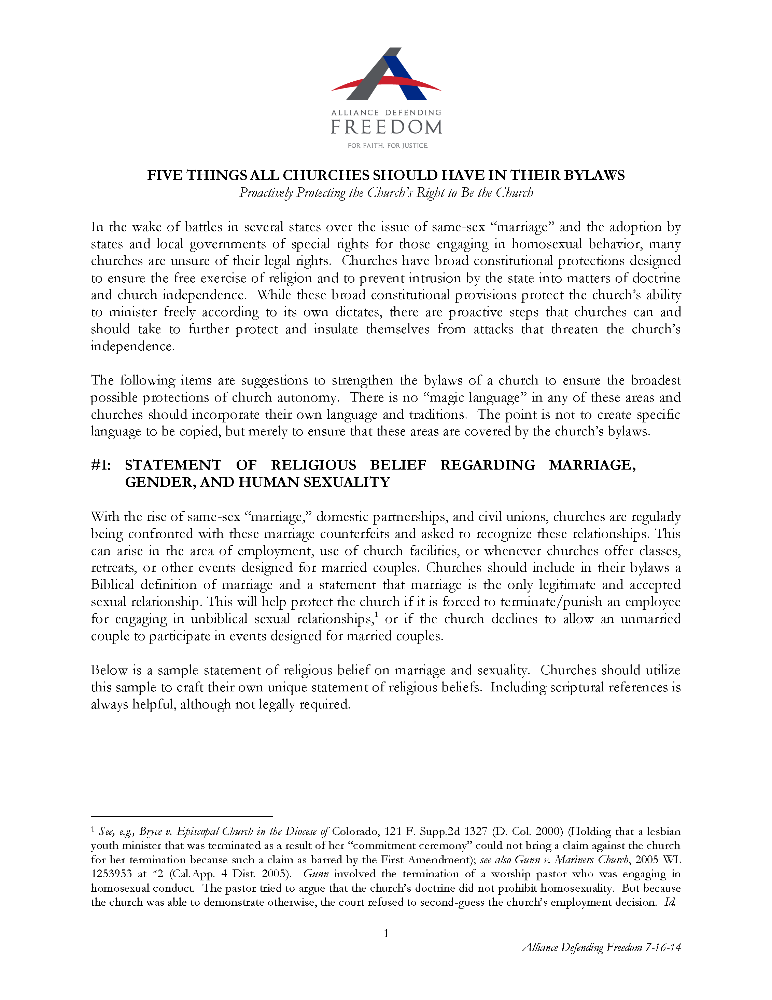 ALLIANCE DEFENDING
FREEDOM
FOR FAITH. FOR JUSTICE.
FIVE THINGS ALL CHURCHES SHOULD HAVE IN THEIR BYLAWS
Proactively Protecting the Church’s Right to Be the Church
In the wake of battles in several states over the issue of same-sex “marriage” and the adoption by
states and local governments of special rights for those engaging in homosexual behavior, many
churches are unsure of their legal rights. Churches have broad constitutional protections designed
to ensure the free exercise of religion and to prevent intrusion by the state into matters of doctrine
and church independence. While these broad constitutional provisions protect the church’s ability
to minister freely according to its own dictates, there are proactive steps that churches can and
should take to further protect and insulate themselves from attacks that threaten the church’s
independence.
The following items are suggestions to strengthen the bylaws of a church to ensure the broadest
possible protections of church autonomy. There is no “magic language” in any of these areas and
churches should incorporate their own language and traditions. The point is not to create specific
language to be copied, but merely to ensure that these areas are covered by the church’s bylaws.
#1: STATEMENT OF RELIGIOUS BELIEF REGARDING MARRIAGE,
GENDER, AND HUMAN SEXUALITY
With the rise of same-sex “marriage,” domestic partnerships, and civil unions, churches are regularly
being confronted with these marriage counterfeits and asked to recognize these relationships. This
can arise in the area of employment, use of church facilities, or whenever churches offer classes,
retreats, or other events designed for married couples. Churches should include in their bylaws a
Biblical definition of marriage and a statement that marriage is the only legitimate and accepted
sexual relationship. This will help protect the church if it is forced to terminate/punish an employee
for engaging in unbiblical sexual relationships,1 or if the church declines to allow an unmarried
couple to participate in events designed for married couples.
Below is a sample statement of religious belief on marriage and sexuality. Churches should utilize
this sample to craft their own unique statement of religious beliefs. Including scriptural references is
always helpful, although not legally required.
1 See, e.g., Bryce v. Episcopal Church in the Diocese of Colorado, 121 F. Supp.2d 1327 (D. Col. 2000) (Holding that a lesbian
youth minister that was terminated as a result of her “commitment ceremony” could not bring a claim against the church
for her termination because such a claim as barred by the First Amendment); see also Gunn v. Mariners Church, 2005 WL
1253953 at *2 (Cal.App. 4 Dist. 2005). Gunn involved the termination of a worship pastor who was engaging in
homosexual conduct. The pastor tried to argue that the church’s doctrine did not prohibit homosexuality. But because
the church was able to demonstrate otherwise, the court refused to second-guess the church’s employment decision. Id.
1
Alliance Defending Freedom 7-16-14